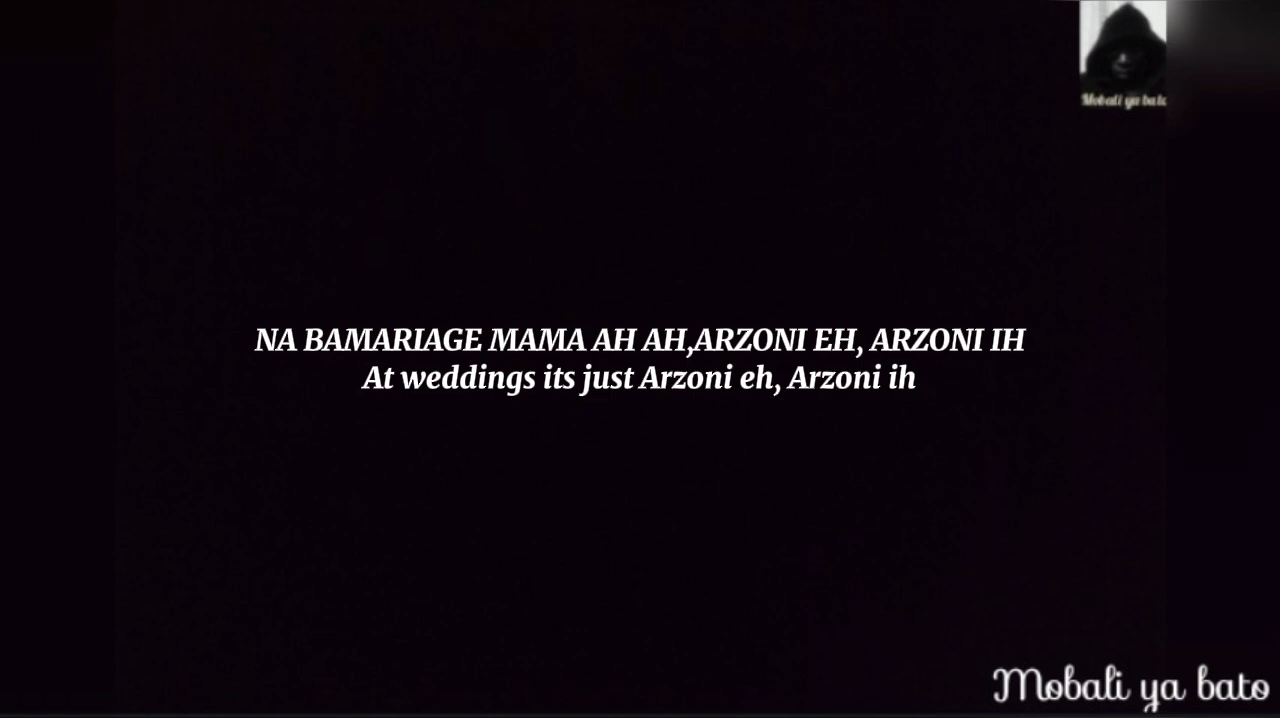 Mobali ya bato
NA BAMARIAGE MAMA AH AH,ARZONI EH, ARZONI IH
At weddings its just Arzoni eh, Arzoni ih
Mobali ya bato